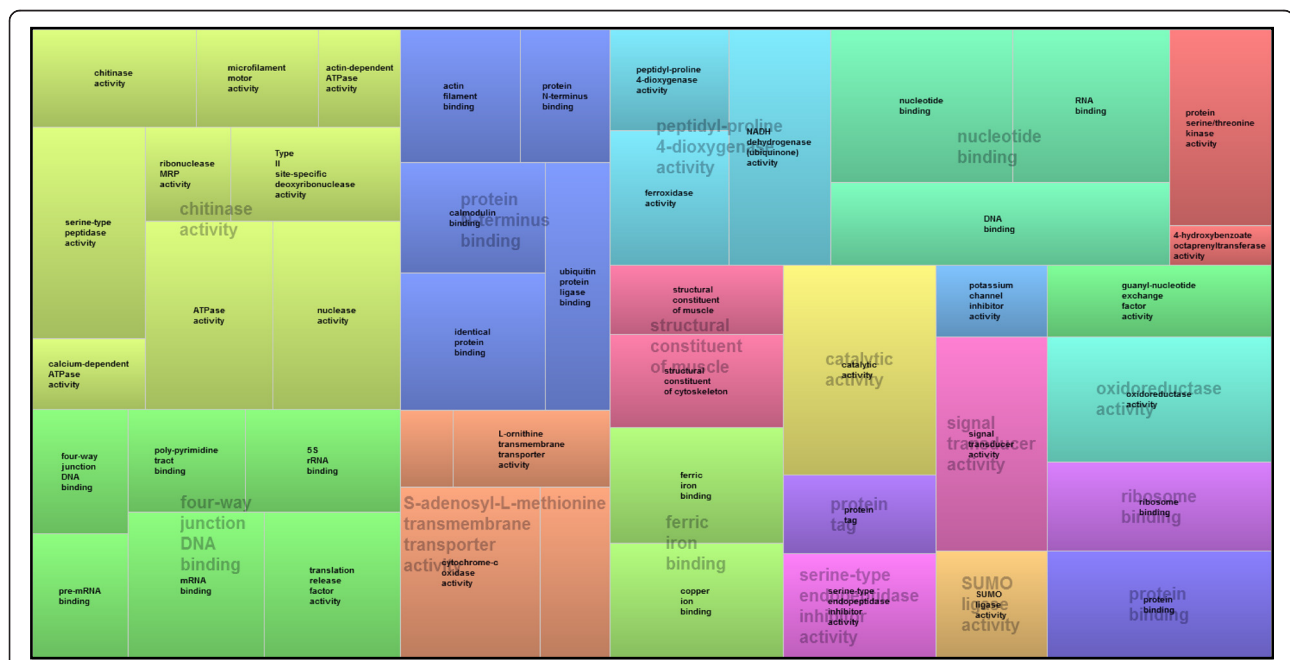 chitinase
activity
microfilament
motor
activity
actin-dependent
ATPase
activity
serine-type
peptidase
activity
ribonuclease
MRP
activity
Type
II
site-specific
deoxyribonuclease
activity
chitinase
activity
ATPase
activity
nuclease
activity
calcium-dependent
ATPase
activity
actin
filament
binding
protein
N-terminus
binding
calmodulin
binding
protein
N-terminus
binding
identical
protein
binding
ubiquitin
protein
ligase
binding
peptidyl-proline
4-dioxygenase
activity
peptidyl-proline
4-dioxygenase
activity
NADH
dehydrogenase
(ubiquinone)
activity
ferroxidase
activity
nucleotide
binding
RNA
binding
nucleotide
binding
DNA
binding
protein
serine/threonine
kinase
activity
4-hydroxybenzoate
octaprenyltransferase
activity
four-way
junction
DNA
binding
poly-pyrimidine
tract
binding
5S
rRNA
binding
four-way
junction
DNA
binding
pre-mRNA
binding
mRNA
binding
translation
release
factor
activity
L-ornithine
transmembrane
transporter
activity
S-adenosyl-L-methionine
transmembrane
transporter
activity
cytochrome-c
oxidase
activity
structural
constituent
of muscle
structural
constituent
of muscle
structural
constituent
of cytoskeleton
ferric
iron
binding
ferric
iron
binding
copper
ion
binding
catalytic
activity
catalytic
activity
protein
tag
protein
tag
serine-type
endopeptidase
inhibitor
activity
serine-type
endopeptidase
inhibitor
activity
potassium
channel
inhibitor
activity
signal
transducer
activity
signal
transducer
activity
SUMO
ligase
activity
SUMO
ligase
activity
guanyl-nucleotide
exchange
factor
activity
oxidoreductase
activity
oxidoreductase
activity
ribosome
binding
ribosome
binding
protein
binding
protein
binding